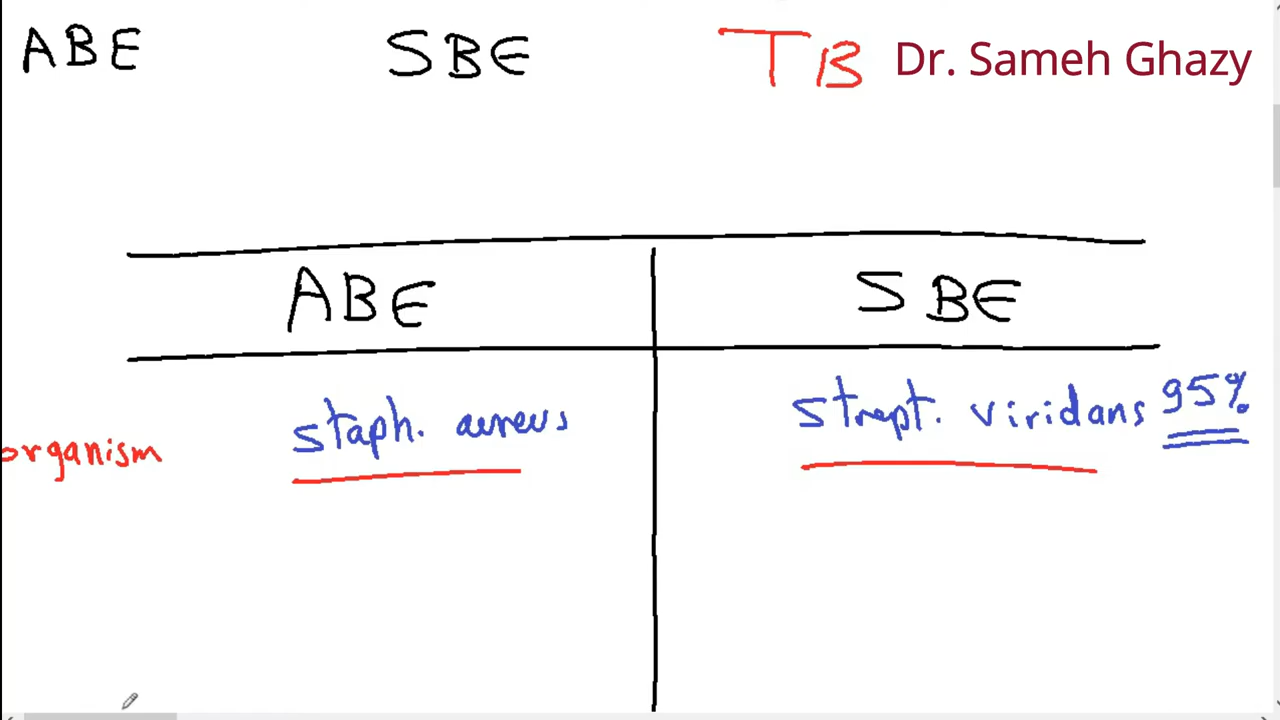 ABE SBE TB Dr. Sameh Ghazy
ABE SBE
organism staph. aureus strept. viridans 95%